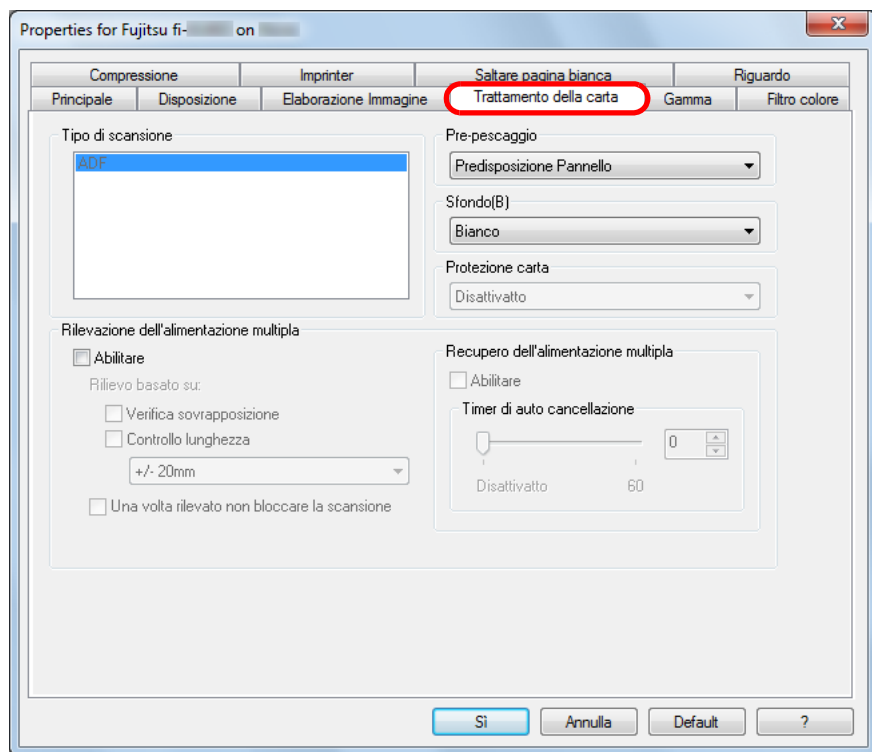 Properties for Fujitsu fi- on
Compressione Imprinter Saltare pagina bianca Riguardo
Principale Disposizione Elaborazione Immagine Trattamento della carta Gamma Filtro colore
Tipo di scansione
ADF
Pre-pescaggio
Predisposizione Pannello
Sfondo(B)
Bianco
Protezione carta
Disattivatto
Rilevazione dell'alimentazione multipla
Abilitare
Rilievo basato su:
Verifica sovrapposizione
Controllo lunghezza
+/- 20mm
Una volta rilevato non bloccare la scansione
Recupero dell'alimentazione multipla
Abilitare
Timer di auto cancellazione
0
Disattivatto 60
Sì Annulla Default ?